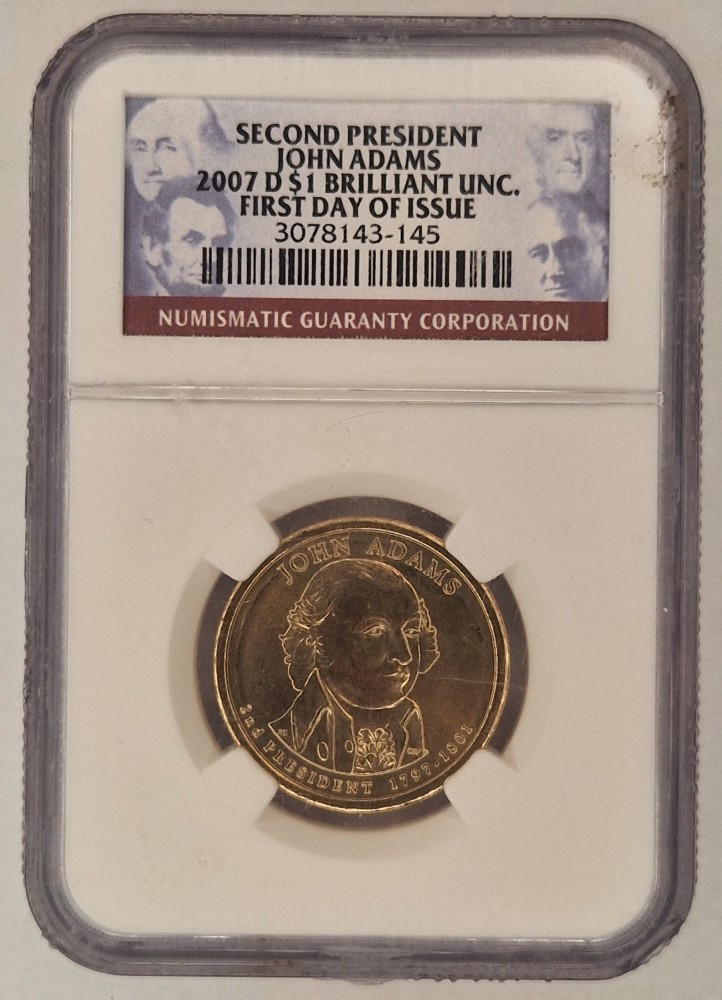 SECOND PRESIDENT
JOHN ADAMS
2007 D $1 BRILLIANT UNC.
FIRST DAY OF ISSUE
3078143-145
NUMISMATIC GUARANTY CORPORATION
JOHN ADAMS
2nd PRESIDENT 1797-1801